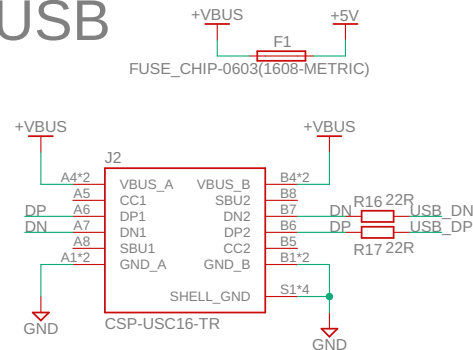 USB
+VBUS
+5V
F1
FUSE_CHIP-0603(1608-METRIC)
+VBUS
+VBUS
J2
A4*2 VBUS_A VBUS_B B4*2
A5 CC1 SBU2 B8
DP A6 DP1 DN2 B7 DN R16 22R USB_DN
DN A7 DN1 DP2 B6 DP R17 22R USB_DP
A8 SBU1 CC2 B5
A1*2 GND_A GND_B B1*2
SHELL_GND S1*4
CSP-USC16-TR
GND
GND